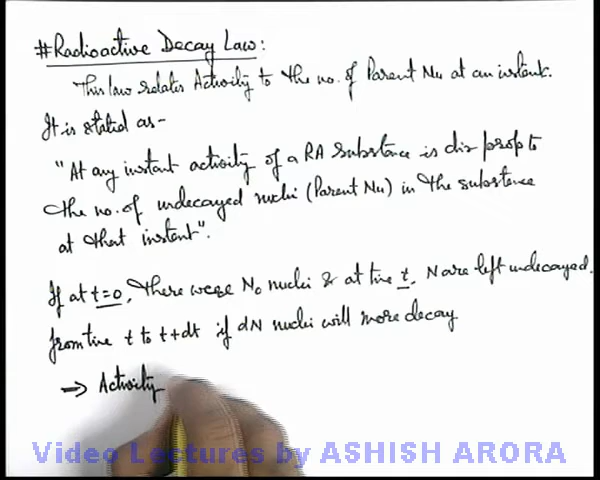 #Radioactive Decay Law:
This law relates Activity to the no. of Parent Nu at an instant.
It is stated as-
"At any instant activity of a RA Substance is dir prop to
the no. of undecayed nuclei (Parent Nu) in the substance
at that instant".
If at t=0, there were N₀ nuclei & at time t, N are left undecayed.
from time t to t+dt if dN nuclei will more decay
⇒ Activity
Video Lectures by ASHISH ARORA